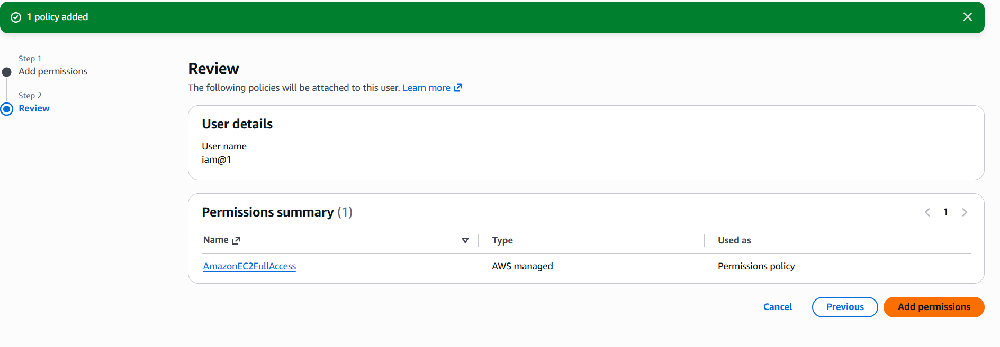 1 policy added
Step 1
Add permissions
Step 2
Review
Review
The following policies will be attached to this user. Learn more
User details
User name
iam@1
Permissions summary (1)
1
Name Type Used as
AmazonEC2FullAccess AWS managed Permissions policy
Cancel Previous Add permissions